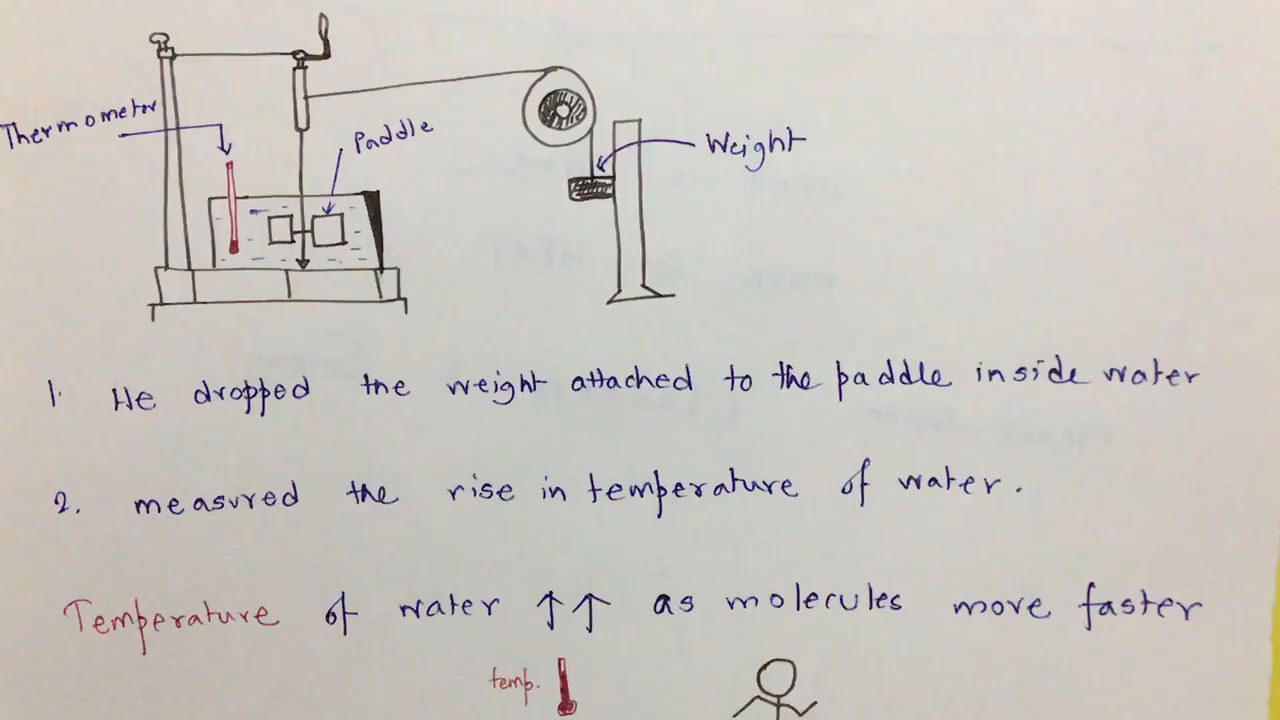 Thermometer
Paddle
Weight
1. He dropped the weight attached to the paddle inside water
2. measured the rise in temperature of water.
Temperature of water ↑↑ as molecules move faster
temp.